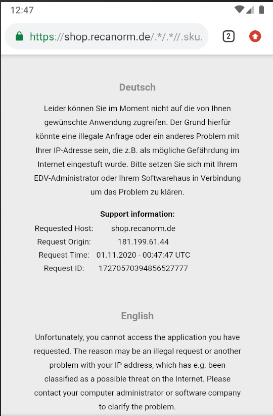 12:47
https://shop.recanorm.de/.*/.*//.sku.
2
Deutsch
Leider können Sie im Moment nicht auf die von Ihnen
gewünschte Anwendung zugreifen. Der Grund hierfür
könnte eine illegale Anfrage oder ein anderes Problem mit
Ihrer IP-Adresse sein, die z.B. als mögliche Gefährdung im
Internet eingestuft wurde. Bitte setzen Sie sich mit Ihrem
EDV-Administrator oder Ihrem Softwarehaus in Verbindung
um das Problem zu klären.
Support information:
Requested Host: shop.recanorm.de
Request Origin: 181.199.61.44
Request Time: 01.11.2020 - 00:47:47 UTC
Request ID: 17270570394856527777
English
Unfortunately, you cannot access the application you have
requested. The reason may be an illegal request or another
problem with your IP address, which has e.g. been
classified as a possible threat on the Internet. Please
contact your computer administrator or software company
to clarify the problem.